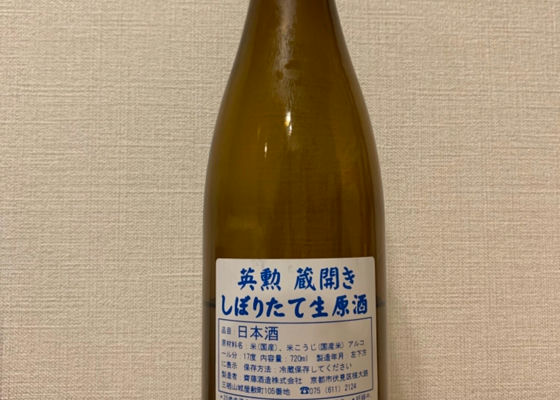 英勲 蔵開き
しぼりたて生原酒
品目:日本酒
原材料名:米(国産)、米こうじ(国産米) アルコ
ール分:17度 内容量:720ml 製造年月 左下方
に表示 保存方法:冷蔵保存してください
製造者 齊藤酒造株式会社 京都市伏見区横大路
三栖山城屋敷町105番地 ☎075(611)2124